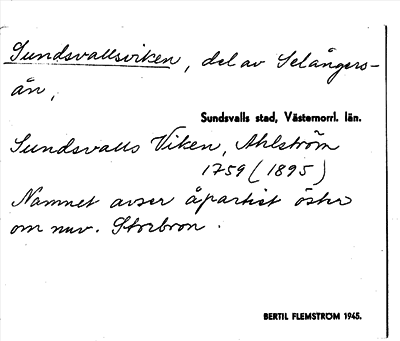 Sundsvallsviken, del av Selångers-
ån,
Sundsvalls stad, Västernorrl. län.
Sundsvalls Viken, Ahlström
1759 (1895)
Namnet avser åpartiet öster
om nuv. Storbron.
BERTIL FLEMSTRÖM 1945.